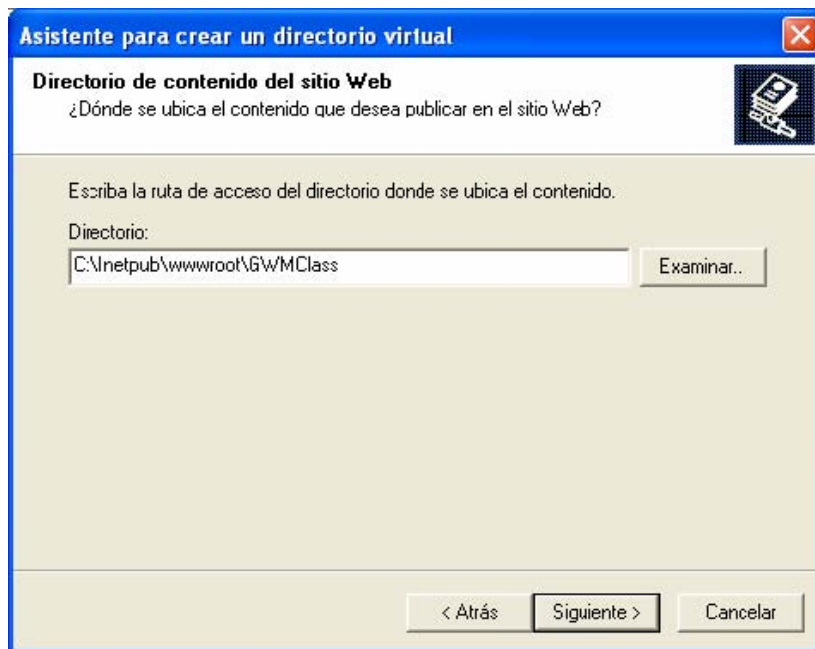 Asistente para crear un directorio virtual
Directorio de contenido del sitio Web
¿Dónde se ubica el contenido que desea publicar en el sitio Web?
Escriba la ruta de acceso del directorio donde se ubica el contenido.
Directorio:
C:\Inetpub\wwwroot\GWMClass
Examinar..
< Atrás
Siguiente >
Cancelar